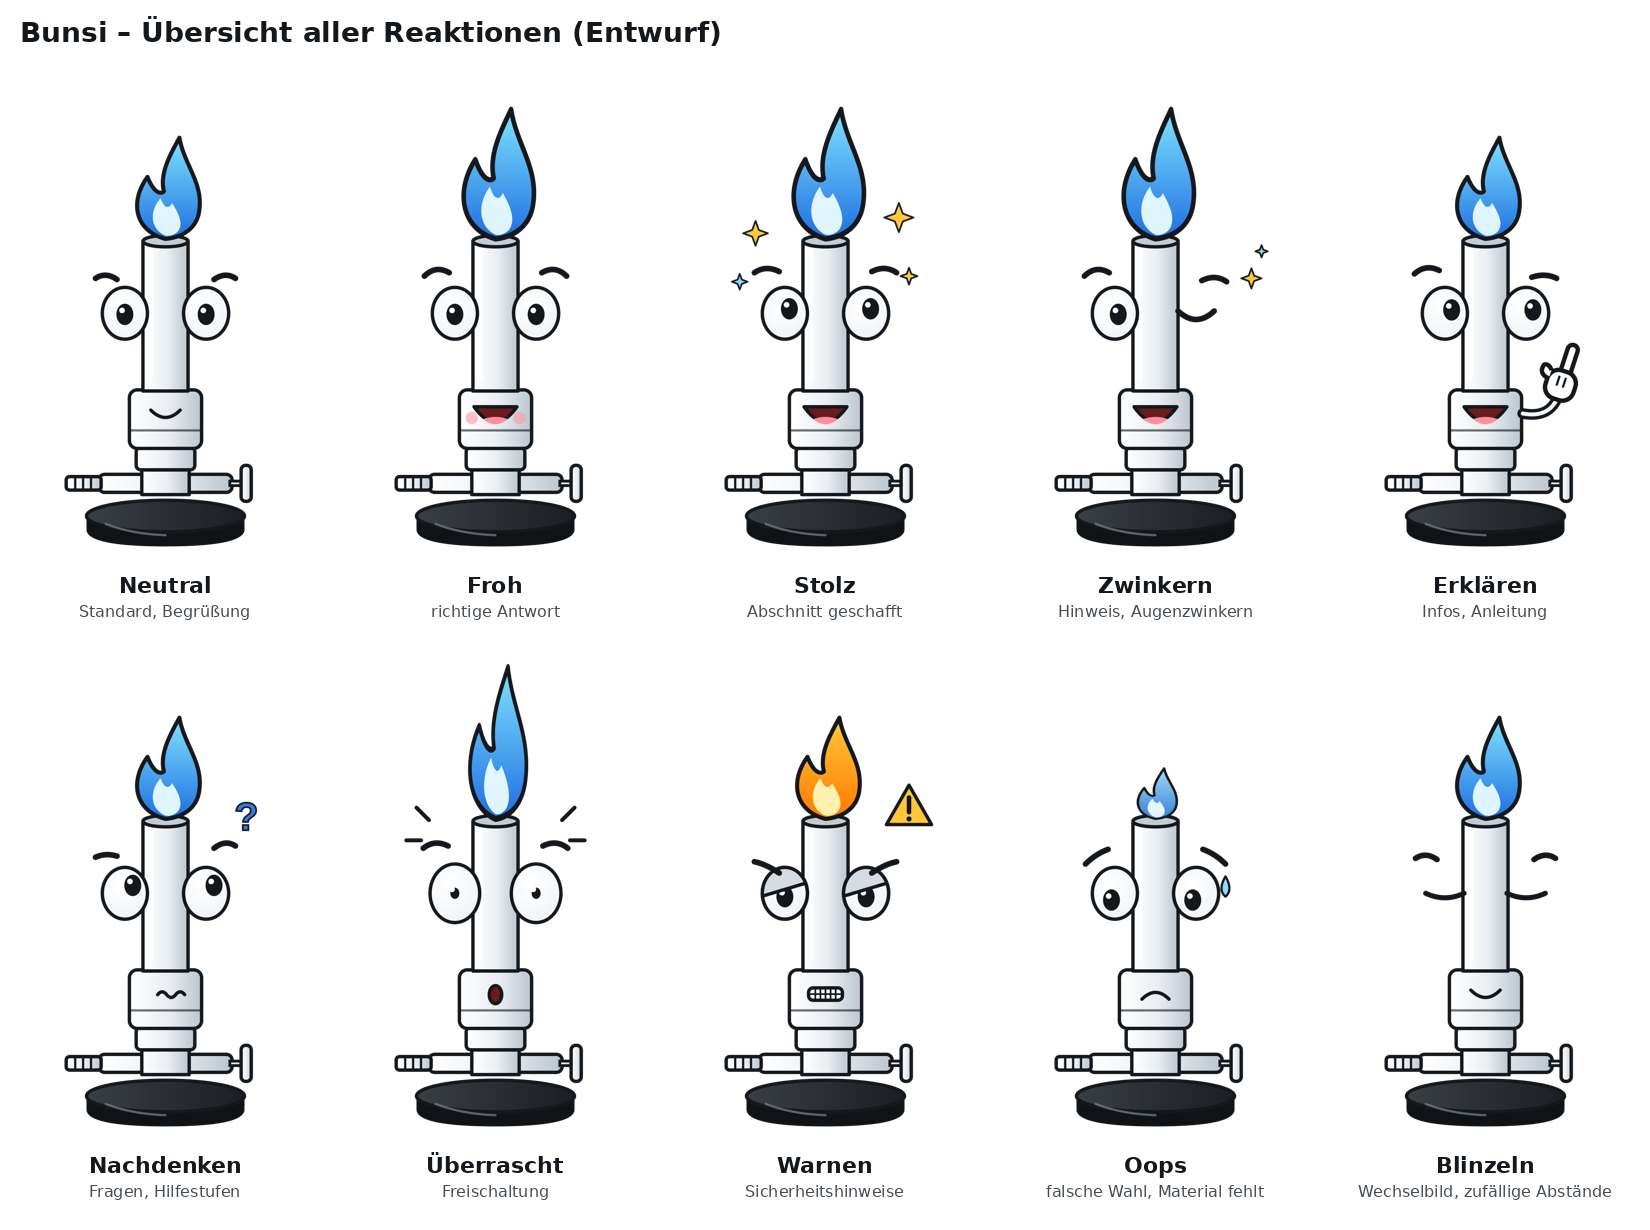 Bunsi – Übersicht aller Reaktionen (Entwurf)
Neutral
Standard, Begrüßung
Froh
richtige Antwort
Stolz
Abschnitt geschafft
Zwinkern
Hinweis, Augenzwinkern
Erklären
Infos, Anleitung
?
Nachdenken
Fragen, Hilfestufen
Überrascht
Freischaltung
!
Warnen
Sicherheitshinweise
Oops
falsche Wahl, Material fehlt
Blinzeln
Wechselbild, zufällige Abstände